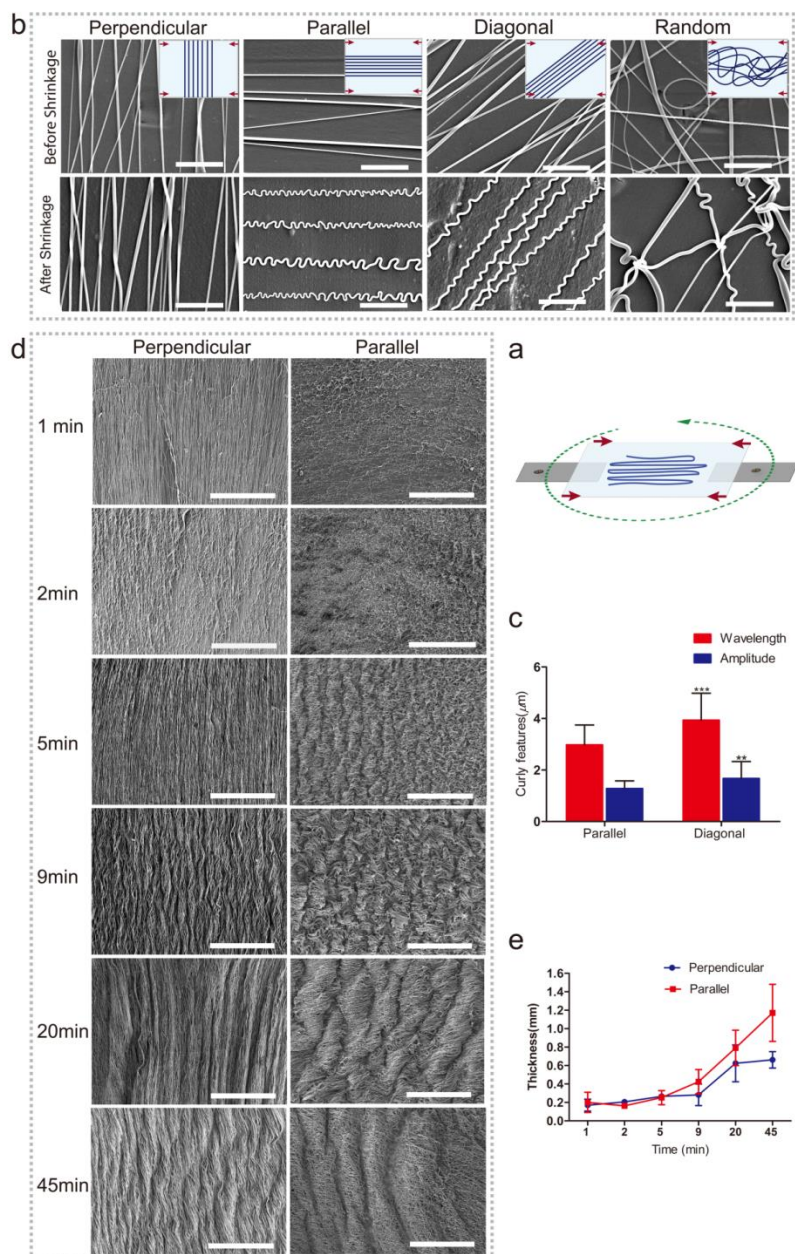 b
Perpendicular Parallel Diagonal Random
Before Shrinkage
After Shrinkage
d
Perpendicular Parallel
1 min
2min
5min
9min
20min
45min
a
c
Wavelength
Amplitude
Curly features(μm)
6
4
2
0
***
**
Parallel Diagonal
e
Perpendicular
Parallel
Thickness(mm)
1.6
1.4
1.2
1.0
0.8
0.6
0.4
0.2
0.0
1 2 5 9 20 45
Time (min)